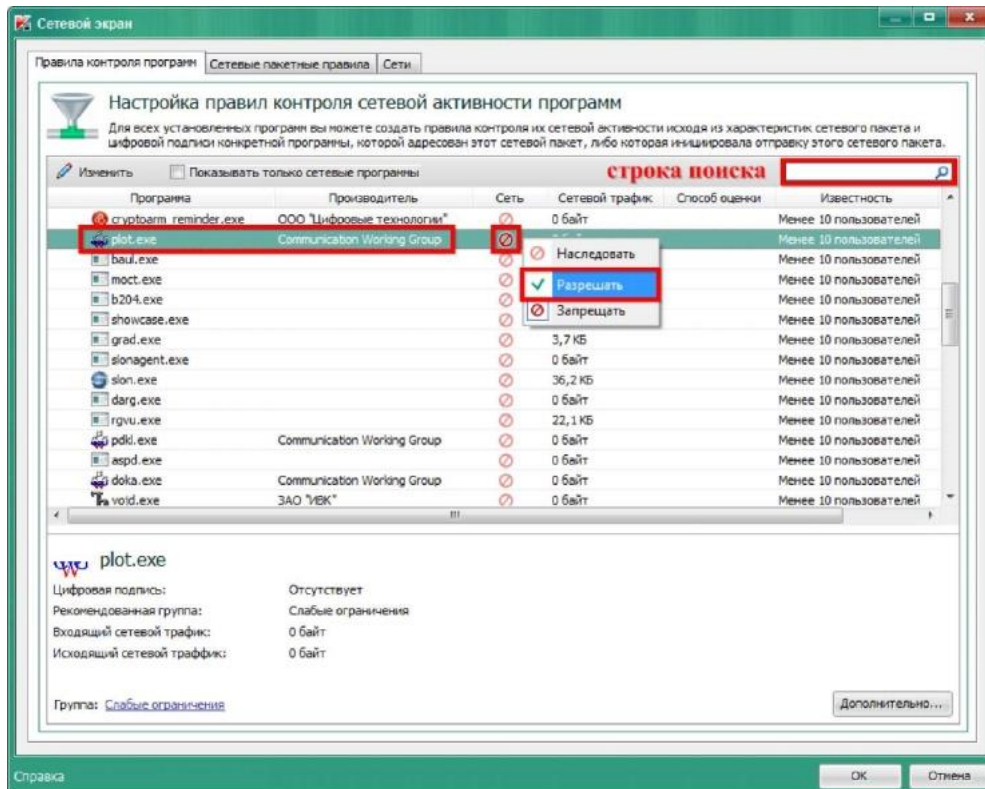 Сетевой экран
Правила контроля программ Сетевые пакетные правила Сети
Настройка правил контроля сетевой активности программ
Для всех установленных программ вы можете создать правила контроля их сетевой активности исходя из характеристик сетевого пакета и
цифровой подписи конкретной программы, которой адресован этот сетевой пакет, либо которая инициировала отправку этого сетевого пакета.
Изменить Показывать только сетевые программы строка поиска
Программа Производитель Сеть Сетевой трафик Способ оценки Известность
cryptoarm_reminder.exe ООО "Цифровые технологии" 0 байт Менее 10 пользователей
plot.exe Communication Working Group Менее 10 пользователей
baul.exe Наследовать Менее 10 пользователей
moct.exe Разрешать Менее 10 пользователей
b204.exe Менее 10 пользователей
showcase.exe Запрещать Менее 10 пользователей
grad.exe 3,7 КБ Менее 10 пользователей
slonagent.exe 0 байт Менее 10 пользователей
slon.exe 36,2 КБ Менее 10 пользователей
darg.exe 0 байт Менее 10 пользователей
rgvu.exe 22,1 КБ Менее 10 пользователей
pdkl.exe Communication Working Group 0 байт Менее 10 пользователей
aspd.exe 0 байт Менее 10 пользователей
doka.exe Communication Working Group 0 байт Менее 10 пользователей
void.exe ЗАО "ИВК" 0 байт Менее 10 пользователей
plot.exe
Цифровая подпись: Отсутствует
Рекомендованная группа: Слабые ограничения
Входящий сетевой трафик: 0 байт
Исходящий сетевой траффик: 0 байт
Группа: Слабые ограничения Дополнительно...
Справка OK Отмена